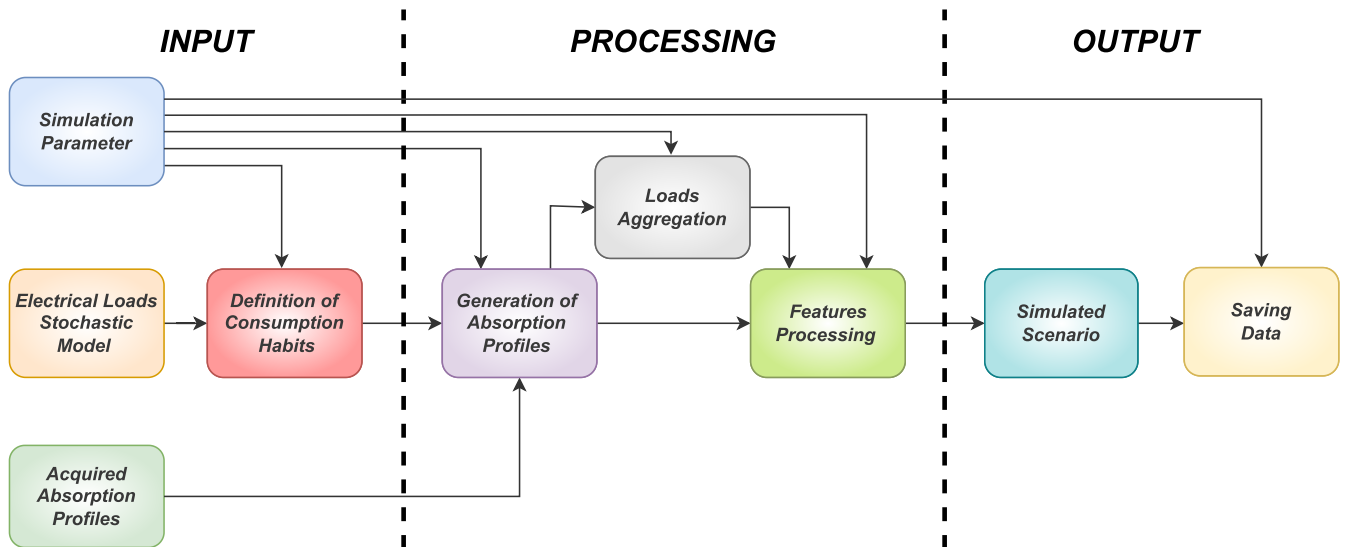 INPUT
PROCESSING
OUTPUT
Simulation
Parameter
Loads
Aggregation
Electrical Loads
Stochastic
Model
Definition of
Consumption
Habits
Generation of
Absorption
Profiles
Features
Processing
Simulated
Scenario
Saving
Data
Acquired
Absorption
Profiles